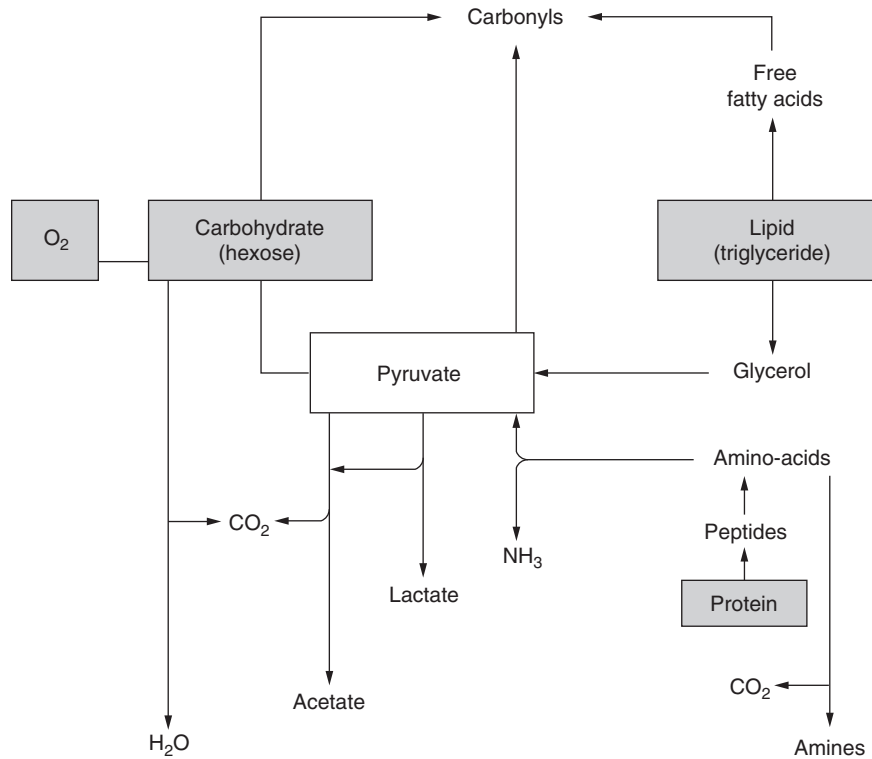 Carbonyls
Free
fatty acids
O₂
Carbohydrate
(hexose)
Lipid
(triglyceride)
Pyruvate
Glycerol
Amino-acids
CO₂
Peptides
NH₃
Lactate
Protein
Acetate
CO₂
H₂O
Amines